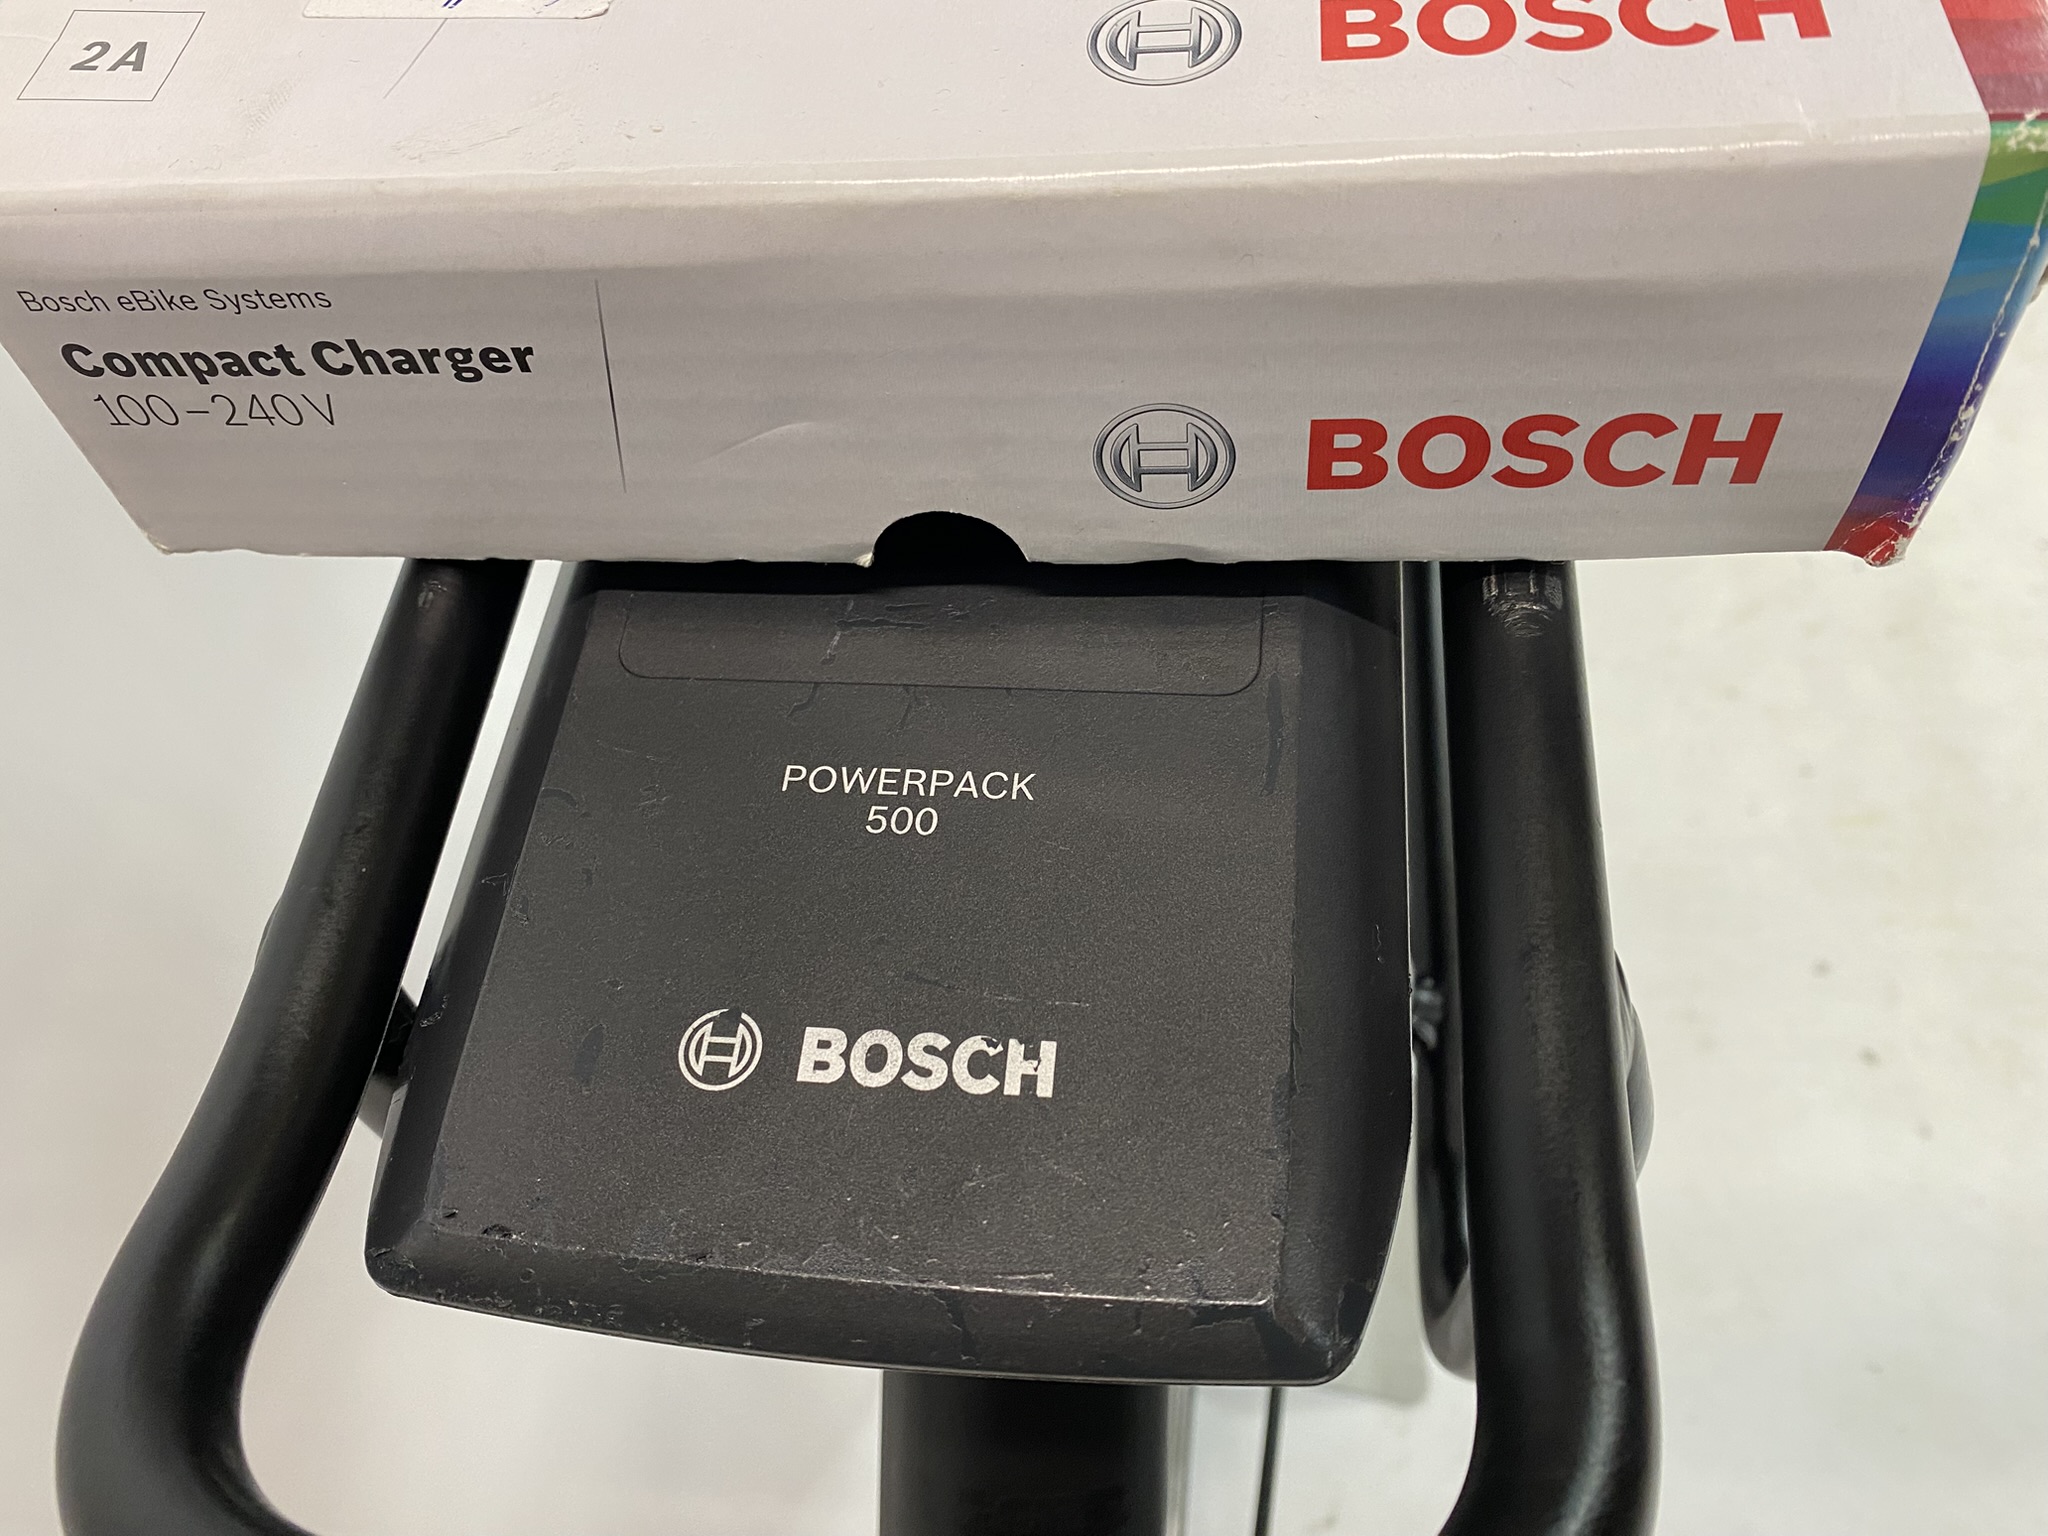 2A
BOSCH
Bosch eBike Systems
Compact Charger
100-240V
BOSCH
POWERPACK
500
BOSCH